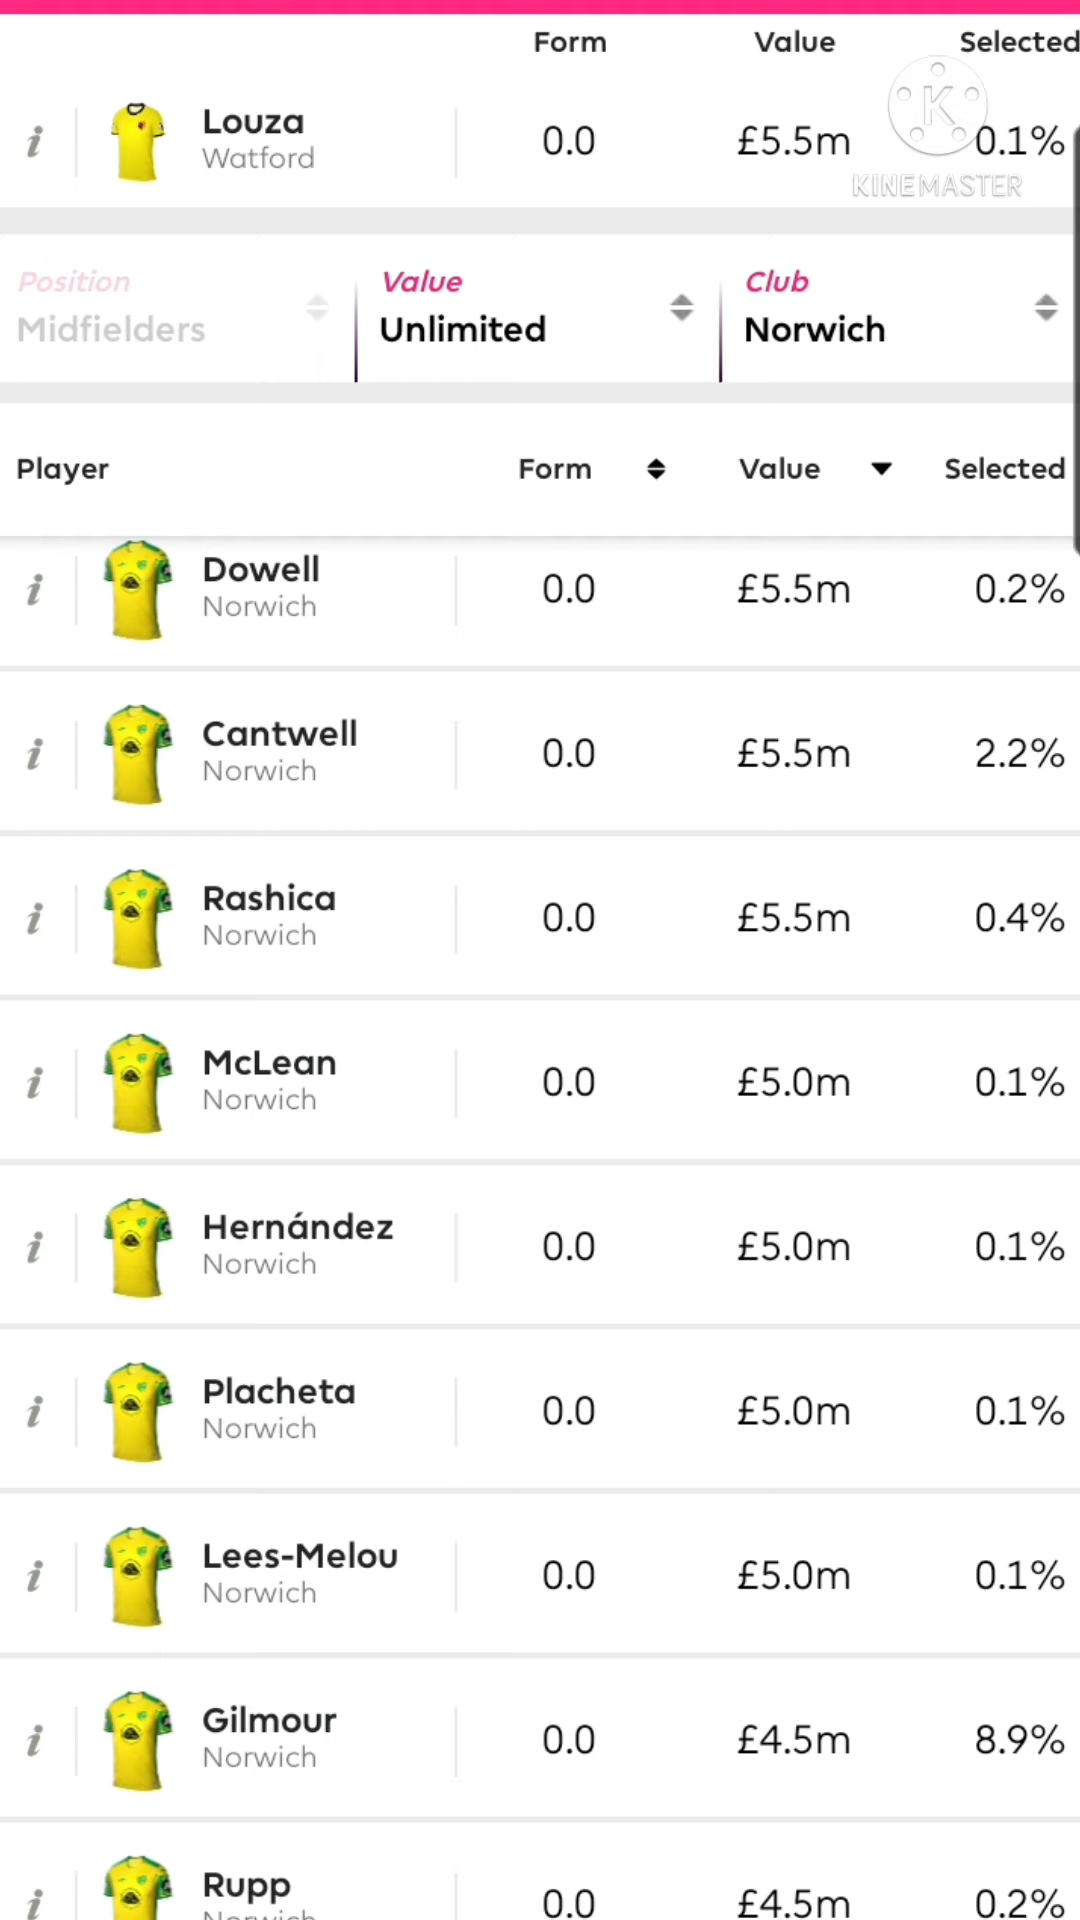 Form Value Selected
i Louza 0.0 £5.5m 0.1%
Watford
KINEMASTER
Position Value Club
Midfielders Unlimited Norwich
Player Form Value Selected
i Dowell 0.0 £5.5m 0.2%
Norwich
i Cantwell 0.0 £5.5m 2.2%
Norwich
i Rashica 0.0 £5.5m 0.4%
Norwich
i McLean 0.0 £5.0m 0.1%
Norwich
i Hernández 0.0 £5.0m 0.1%
Norwich
i Placheta 0.0 £5.0m 0.1%
Norwich
i Lees-Melou 0.0 £5.0m 0.1%
Norwich
i Gilmour 0.0 £4.5m 8.9%
Norwich
i Rupp 0.0 £4.5m 0.2%
Norwich